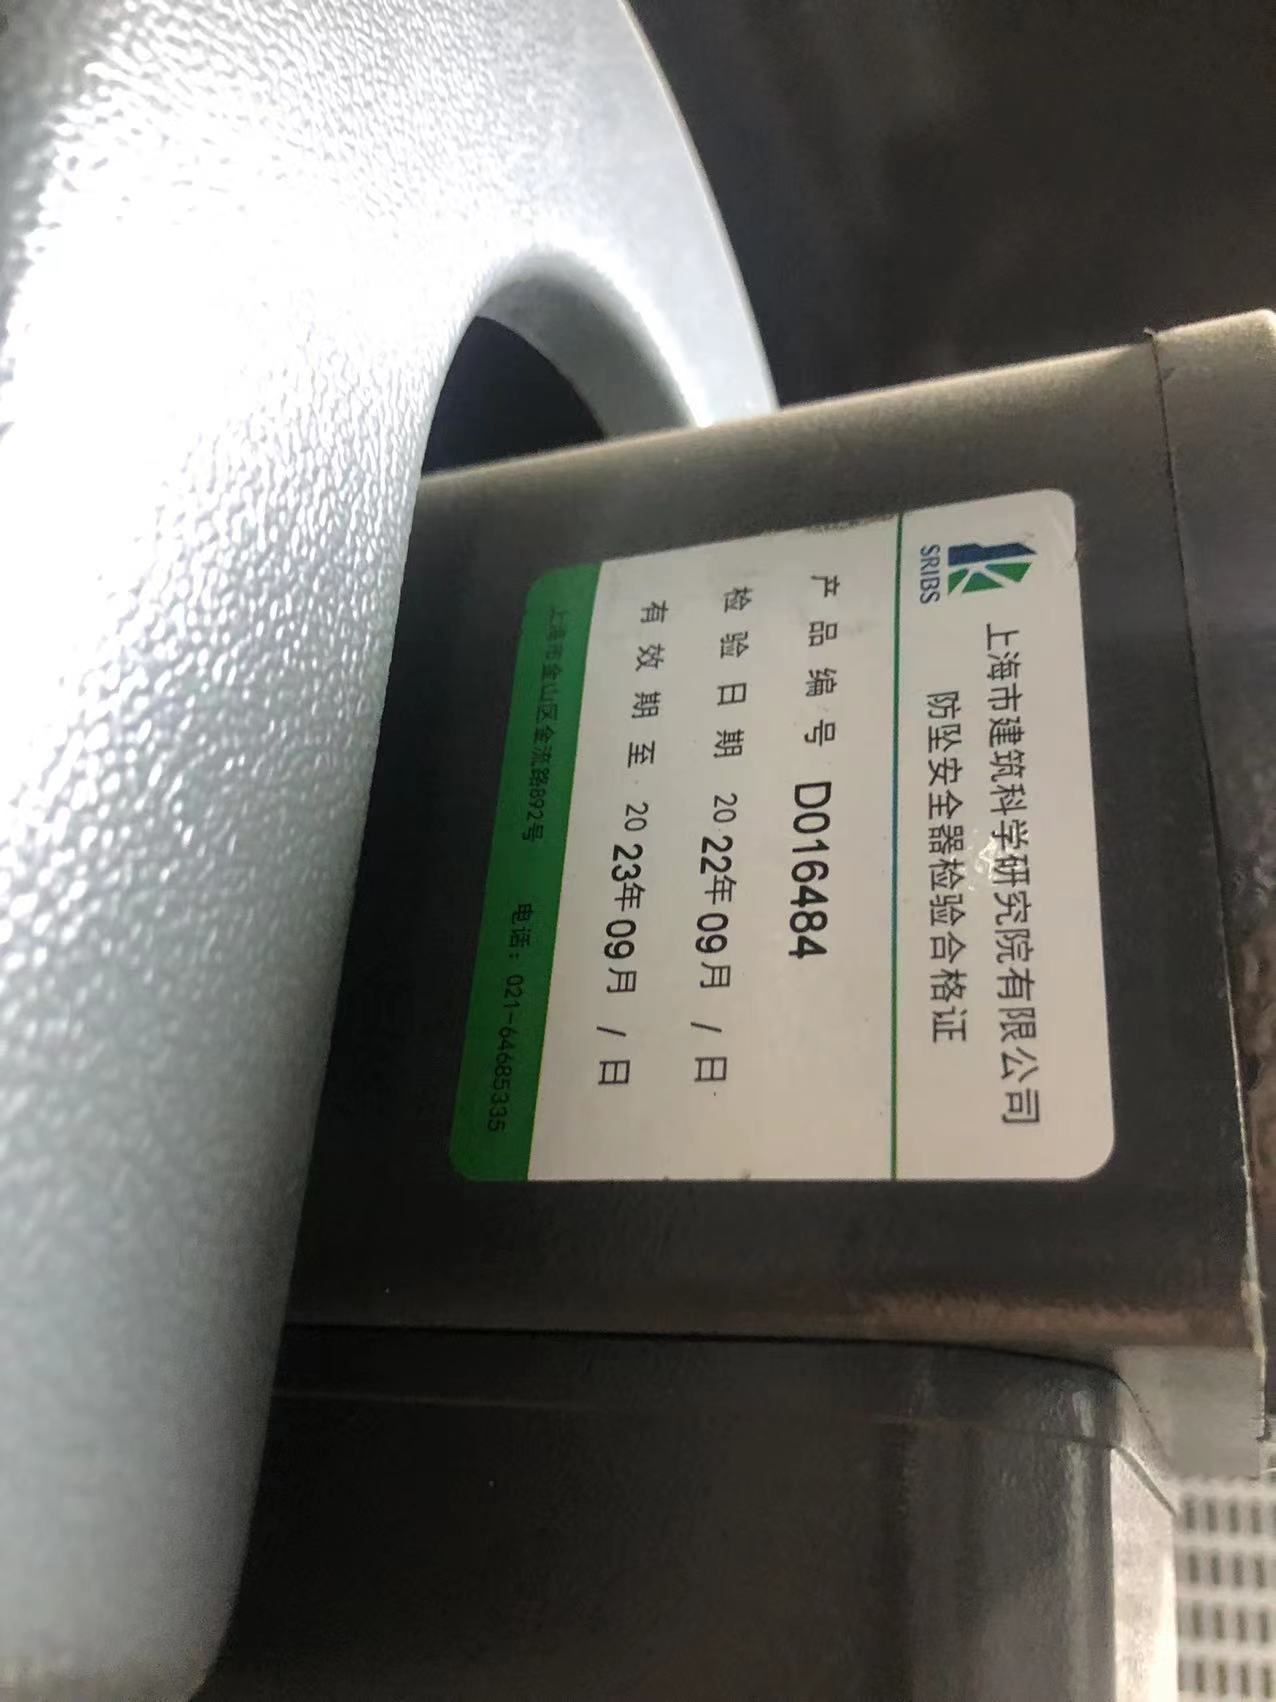 SRIBS
上海市建筑科学研究院有限公司
防坠安全器检验合格证
产品编号 D016484
检验日期 2022年09月/日
有效期至 2023年09月/日
上海市金山区金流路892号 电话：021-64685335